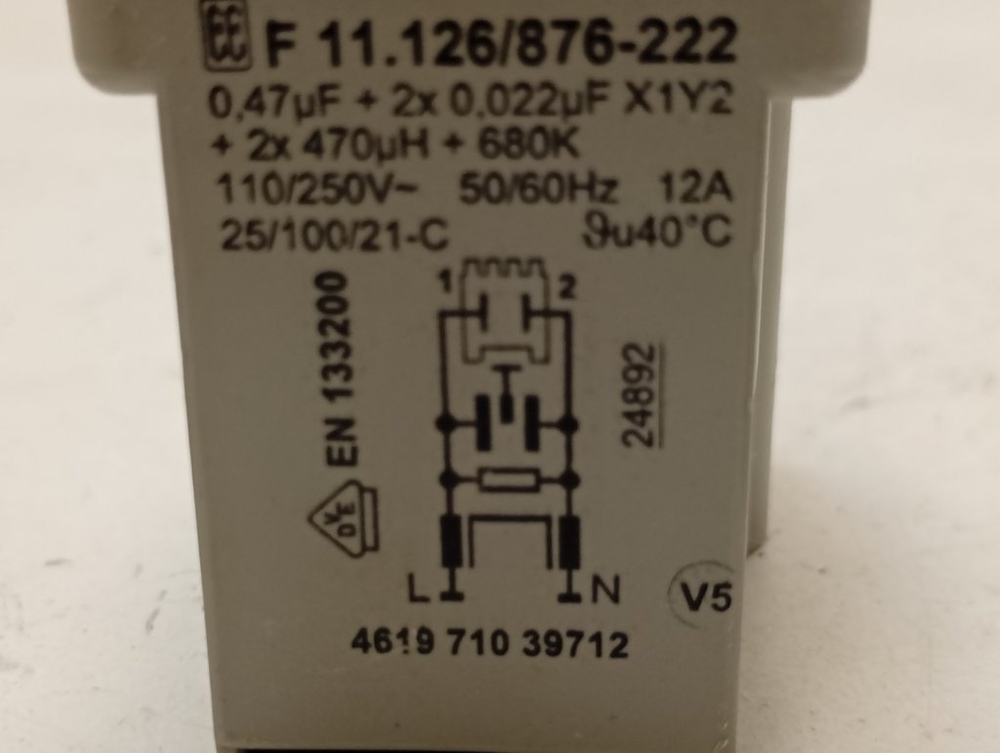 F 11.126/876-222
0,47µF + 2x 0,022µF X1Y2
+ 2x 470µH + 680K
110/250V~ 50/60Hz 12A
25/100/21-C ϑu40°C
1 2
EN 133200
24892
VDE
L N
V5
4619 710 39712